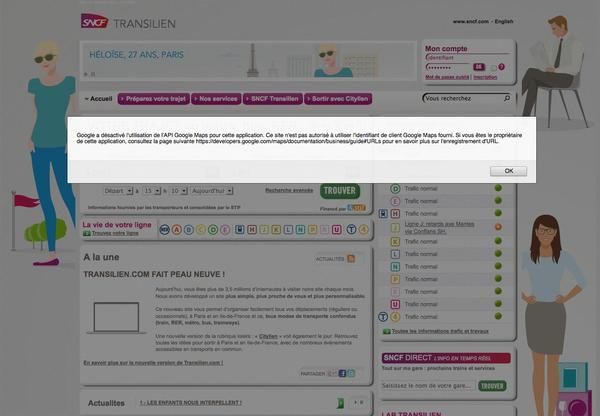 SNCF TRANSILIEN
www.sncf.com - English
HÉLOÏSE, 27 ANS, PARIS
Mon compte
Identifiant
OK
?
Mot de passe oublié | Inscription
Accueil
Préparez votre trajet
Nos services
SNCF Transilien
Sortir avec Citylien
Vous recherchez
Google a désactivé l'utilisation de l'API Google Maps pour cette application. Ce site n'est pas autorisé à utiliser l'identifiant de client Google Maps fourni. Si vous êtes le propriétaire
de cette application, consultez la page suivante https://developers.google.com/maps/documentation/business/guide#URLs pour en savoir plus sur l'enregistrement d'URL.
OK
Départ à 15 h 10 Aujourd'hui
Recherche avancée
TROUVER
Informations fournies par les transporteurs et consolidées par le STIF
Financé par
La vie de votre ligne
Trouvez votre ligne
A B C D E H J K L N P R U T 4
D Trafic normal
E Trafic normal
H Trafic normal
J Ligne J: retards axe Mantes
via Conflans SH.
K Trafic normal
L Trafic normal
N Trafic normal
P Trafic normal
R Trafic normal
U Trafic normal
T 4 Trafic normal
Toutes les informations trafic et travaux
A la une
ACTUALITÉS
TRANSILIEN.COM FAIT PEAU NEUVE !
Aujourd'hui, vous êtes plus de 3,5 millions d'internautes à visiter notre site chaque mois.
Nous avons développé un site plus simple, plus proche de vous et plus personnalisable.
Ce nouveau site vous permet d'organiser facilement tous vos déplacements (réguliers ou
occasionnels), à Paris et en Ile-de-France, avec tous modes de transports confondus
(train, RER, métro, bus, tramways).
Une nouvelle version de la rubrique loisirs : « Citylien » voit également le jour. Retrouvez
toutes les idées pour sortir à Paris et en Ile-de-France, avec de nombreux évènements
accessibles en transports en commun.
En savoir plus sur la nouvelle version de Transilien.com !
PARTAGER
SNCF DIRECT L'INFO EN TEMPS RÉEL
Tout sur ma gare : prochains trains et services
Saisissez le nom de votre gare...
TROUVER
Actualités
1 - LES ENFANTS NOUS INTERPELLENT !
LAB TRANSILIEN